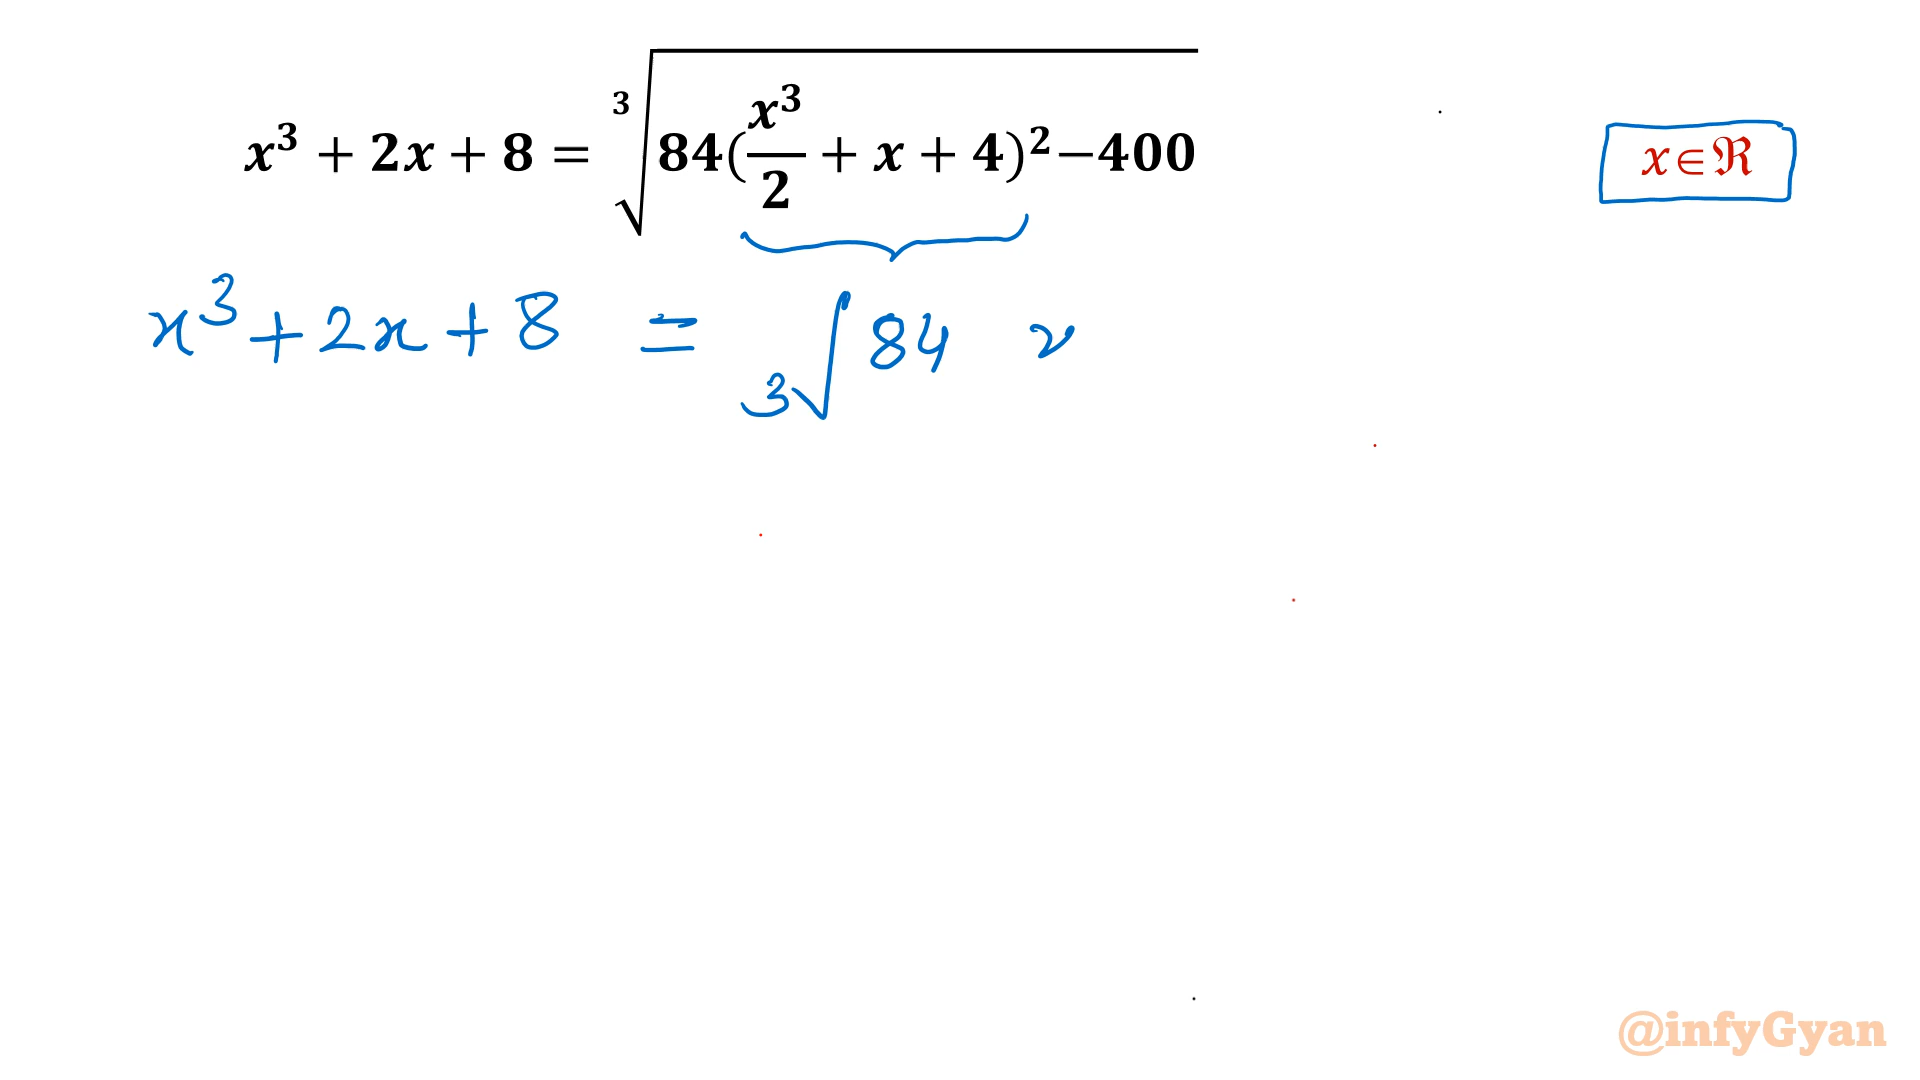 x³ + 2x + 8 = ∛(84(x³/2 + x + 4)² − 400)
x ∈ ℜ
x³ + 2x + 8 = ∛84
@infyGyan